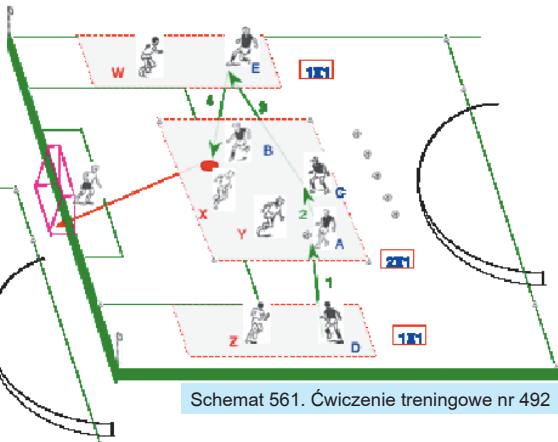 W
E
1X1
4
3
B
X
C
2
Y
A
2X1
1
Z
D
1X1
Schemat 561. Ćwiczenie treningowe nr 492